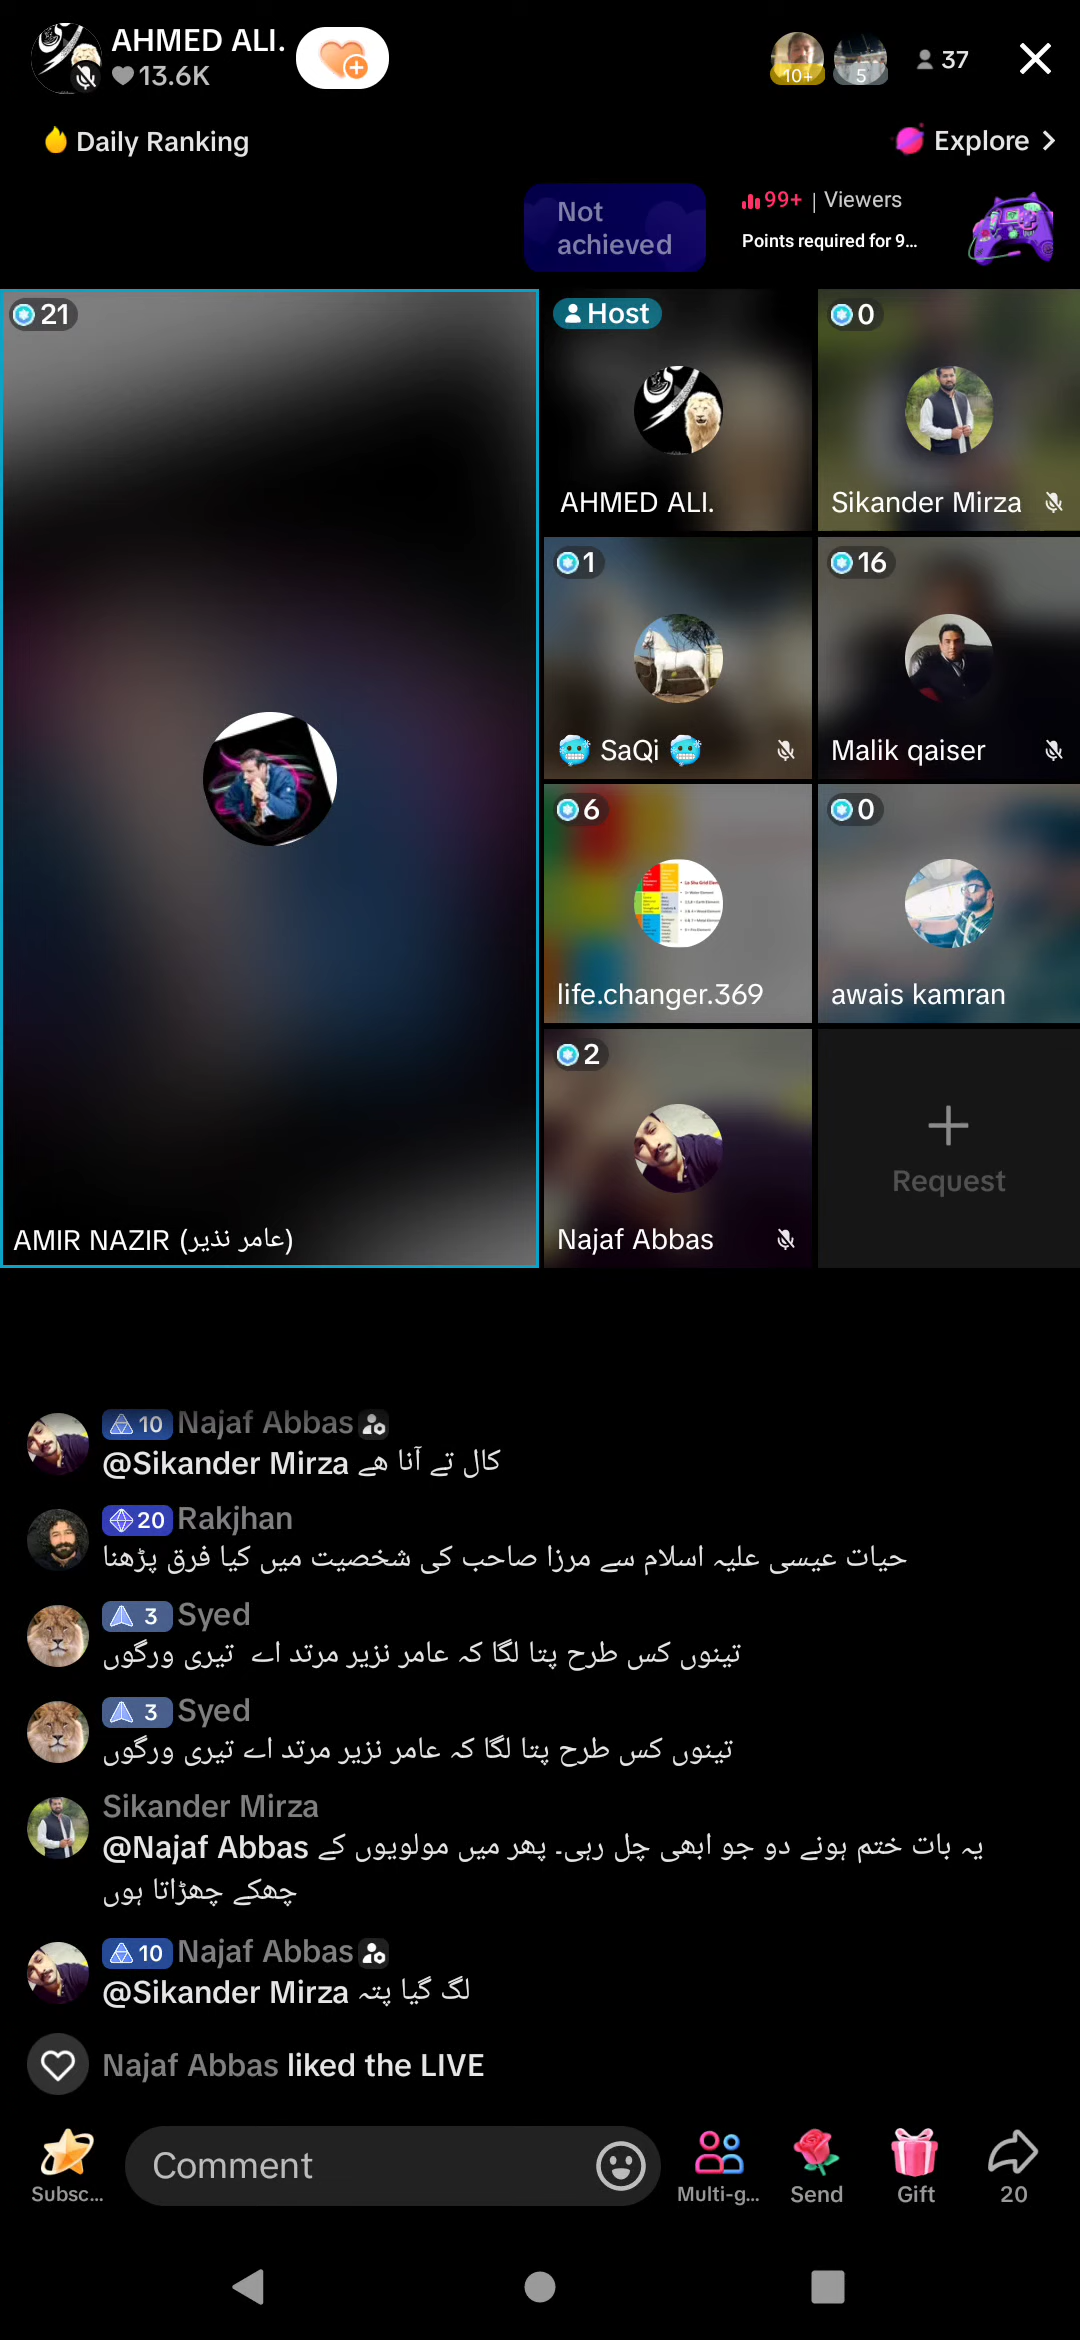 AHMED ALI.
13.6K
10+
5
37
Daily Ranking
Explore
Not
achieved
99+ | Viewers
Points required for 9...
21
Host
0
AHMED ALI.
Sikander Mirza
1
16
🥶 SaQi 🥶
Malik qaiser
6
0
life.changer.369
awais kamran
2
Request
AMIR NAZIR (عامر نذیر)
Najaf Abbas
10 Najaf Abbas
@Sikander Mirza کال تے آنا ھے
20 Rakjhan
حیات عیسی علیہ اسلام سے مرزا صاحب کی شخصیت میں کیا فرق پڑھنا
3 Syed
تینوں کس طرح پتا لگا کہ عامر نزیر مرتد اے تیری ورگوں
3 Syed
تینوں کس طرح پتا لگا کہ عامر نزیر مرتد اے تیری ورگوں
Sikander Mirza
@Najaf Abbas یہ بات ختم ہونے دو جو ابھی چل رہی۔ پھر میں مولویوں کے
چھکے چھڑاتا ہوں
10 Najaf Abbas
@Sikander Mirza لگ گیا پتہ
Najaf Abbas liked the LIVE
Comment
Subsc...
Multi-g...
Send
Gift
20